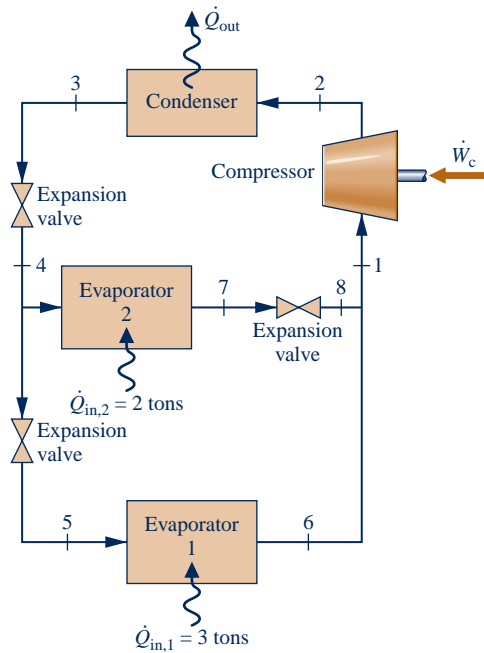 Q̇out
3
2
Condenser
Compressor
Ẇc
Expansion
valve
4
7
8
1
Evaporator
2
Expansion
valve
Q̇in,2 = 2 tons
Expansion
valve
5
Evaporator
1
6
Q̇in,1 = 3 tons